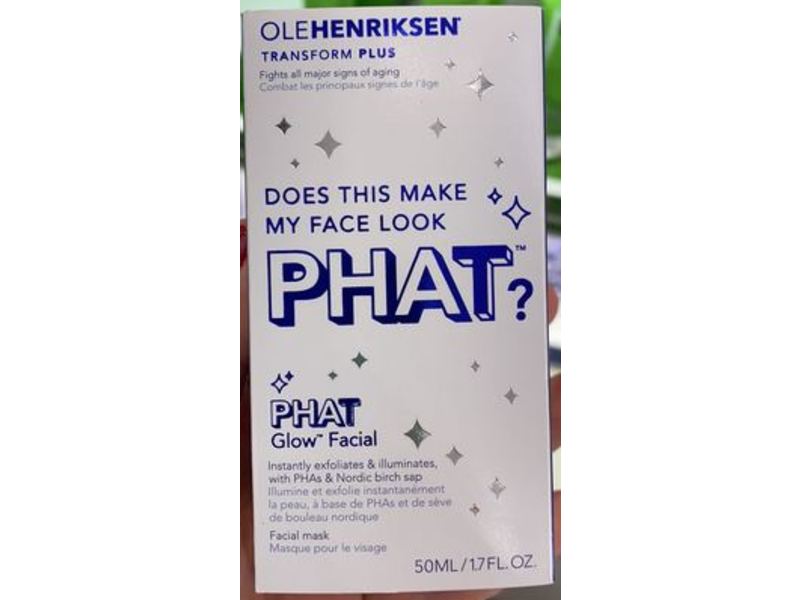 OLEHENRIKSEN®
TRANSFORM PLUS
Fights all major signs of aging
Combat les principaux signes de l'âge
DOES THIS MAKE
MY FACE LOOK
PHAT™?
PHAT
Glow™ Facial
Instantly exfoliates & illuminates,
with PHAs & Nordic birch sap
Illumine et exfolie instantanément
la peau, à base de PHAs et de sève
de bouleau nordique
Facial mask
Masque pour le visage
50ML/1.7FL.OZ.